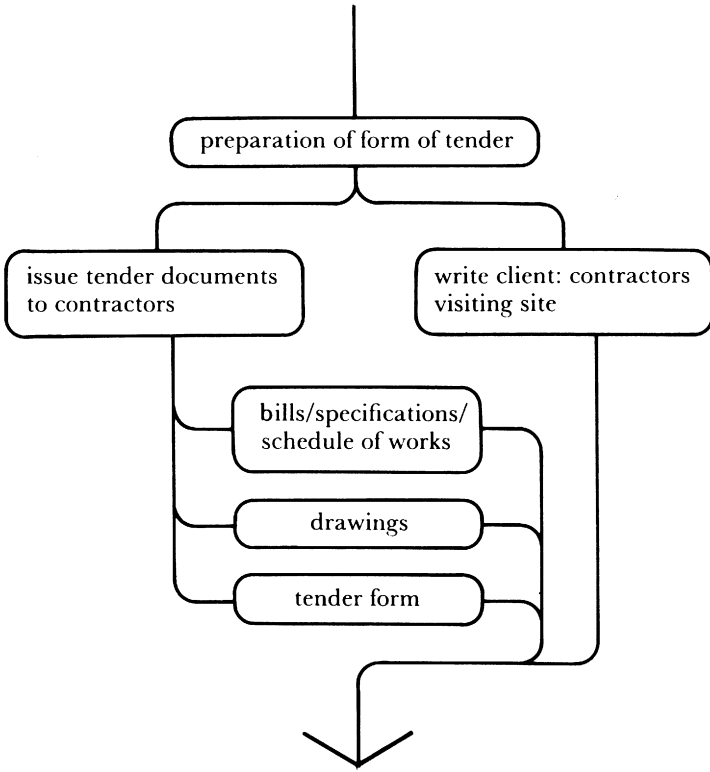 preparation of form of tender
issue tender documents
to contractors
write client: contractors
visiting site
bills/specifications/
schedule of works
drawings
tender form